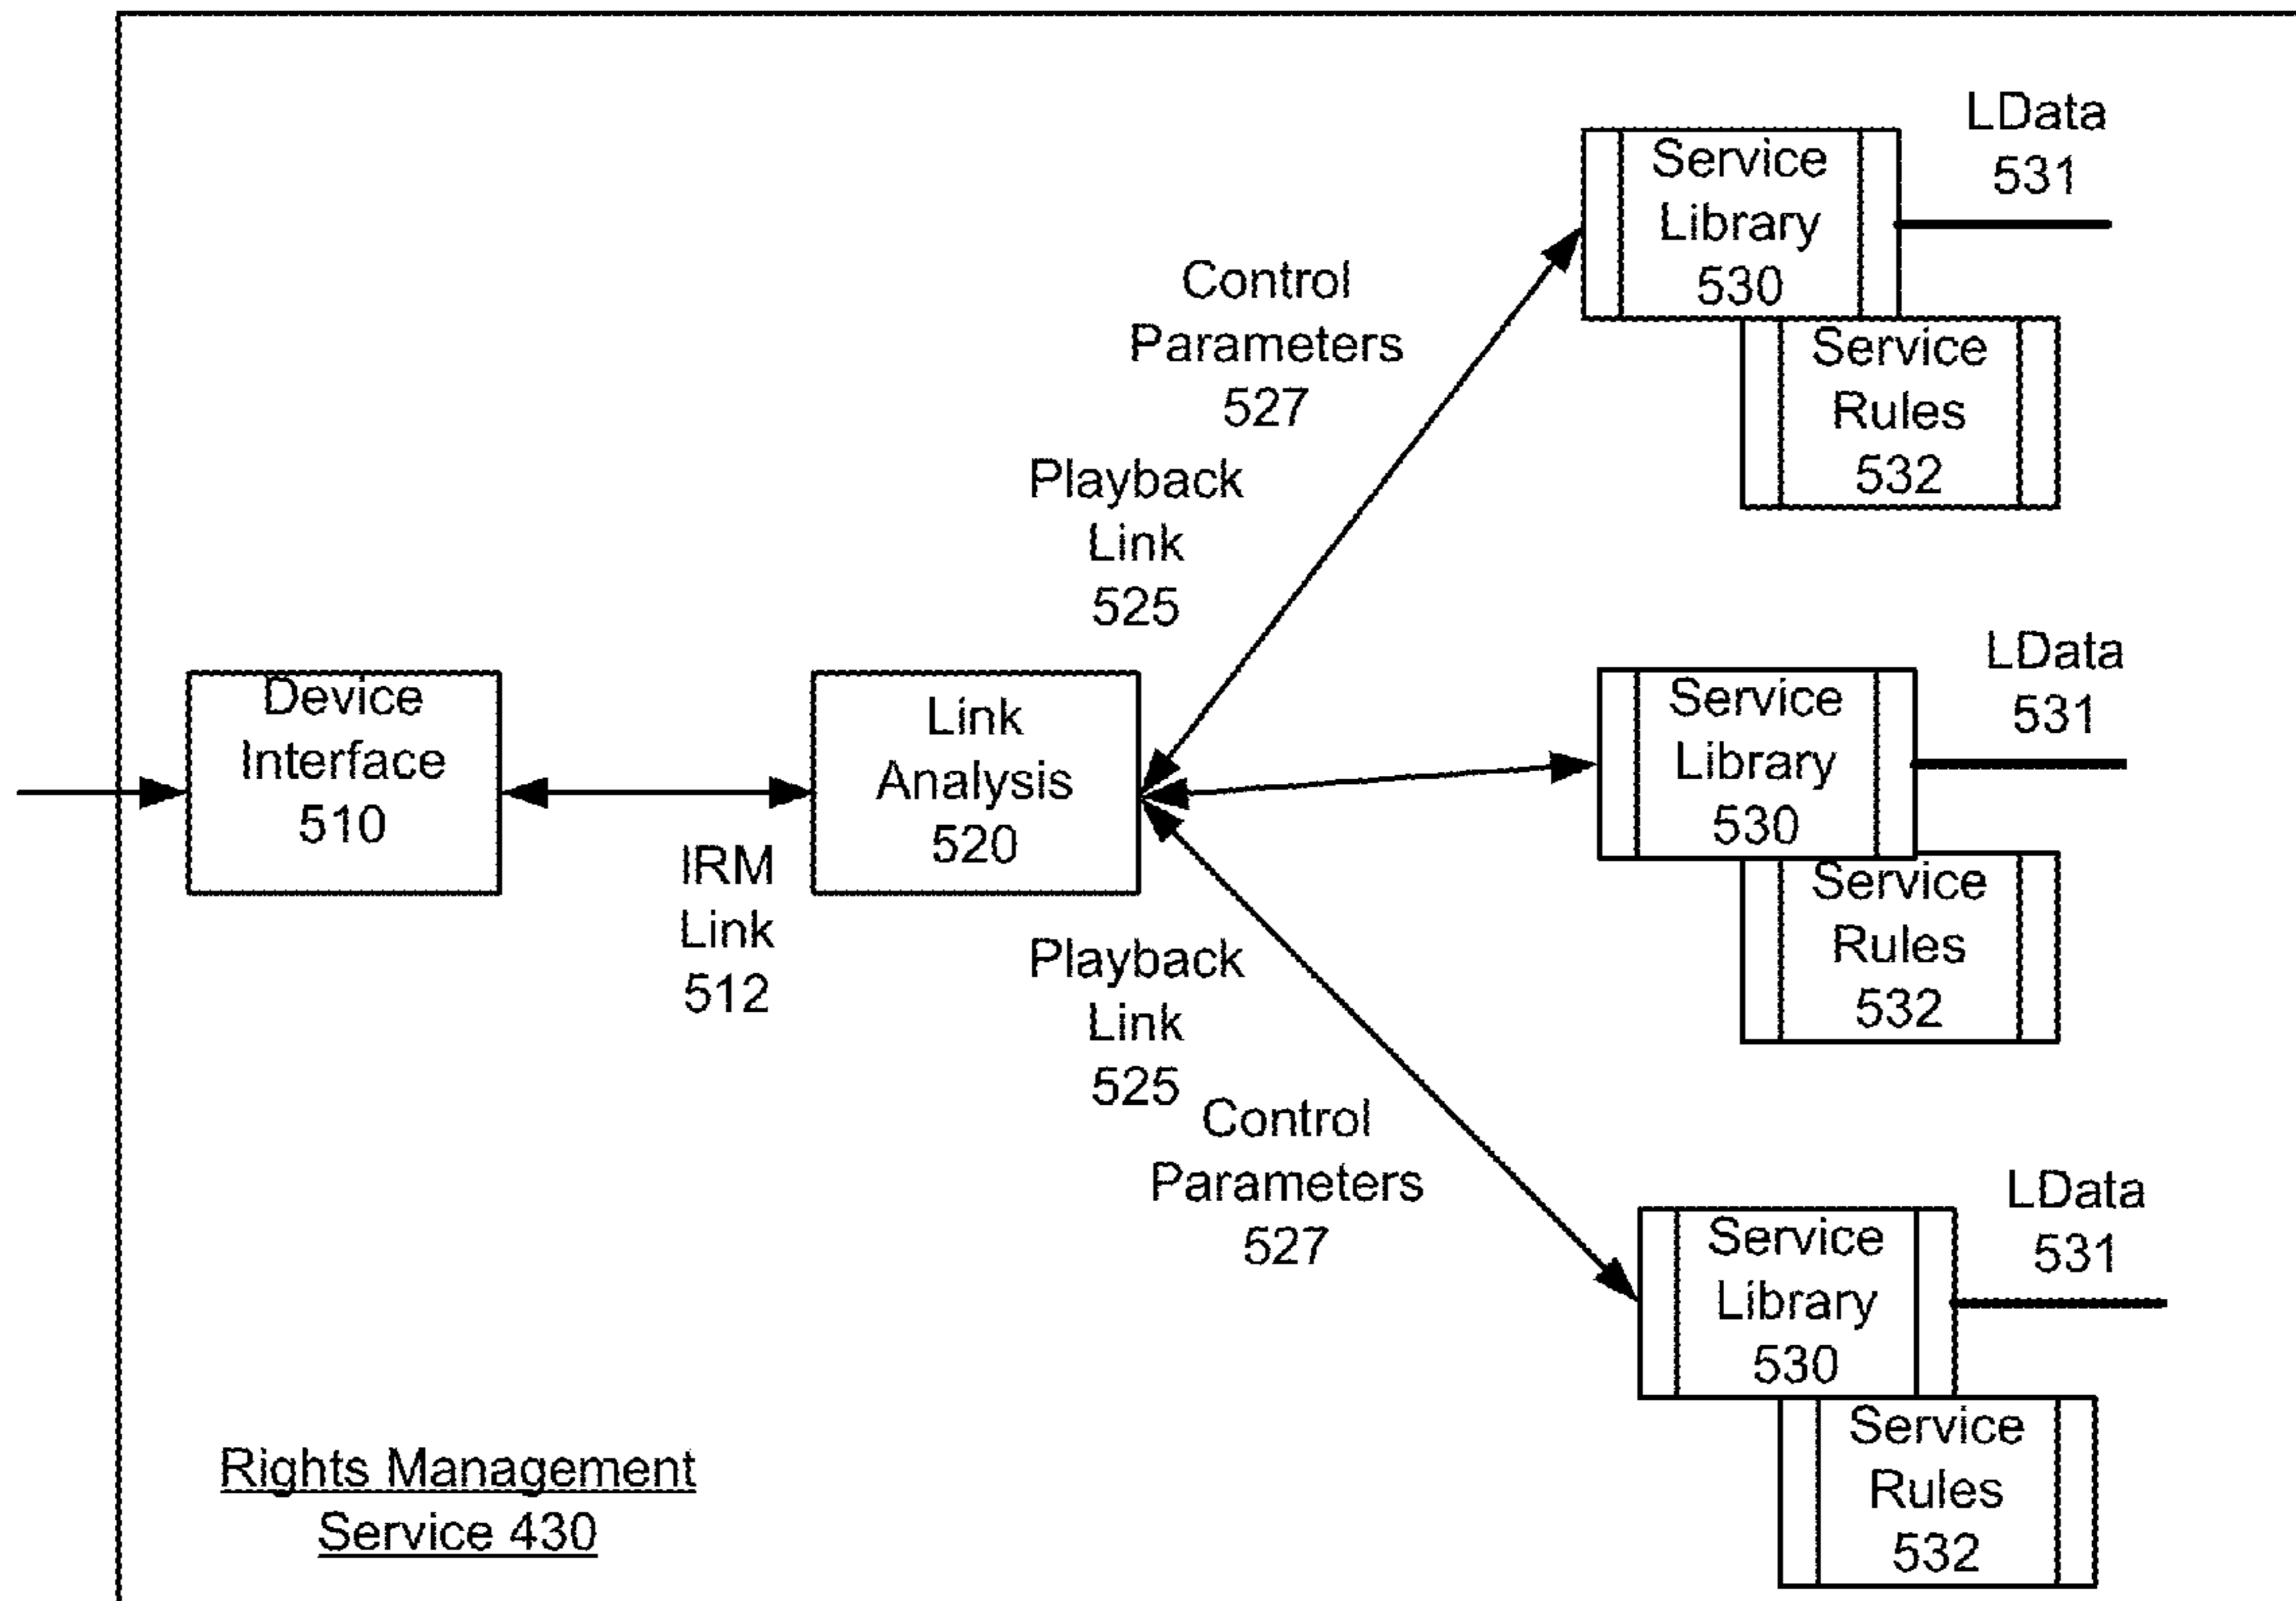 LData
531
Service
Library
530
Service
Rules
532
Control
Parameters
527
Playback
Link
525
Device
Interface
510
IRM
Link
512
Link
Analysis
520
LData
531
Service
Library
530
Service
Rules
532
Playback
Link
525
Control
Parameters
527
LData
531
Service
Library
530
Service
Rules
532
Rights Management
Service 430